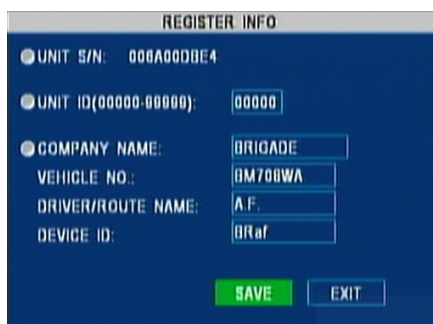 REGISTER INFO
UNIT S/N: 006A00DBE4
UNIT ID(00000-99999): 00000
COMPANY NAME: BRIGADE
VEHICLE NO.: BM708WA
DRIVER/ROUTE NAME: A.F.
DEVICE ID: BRaf
SAVE EXIT